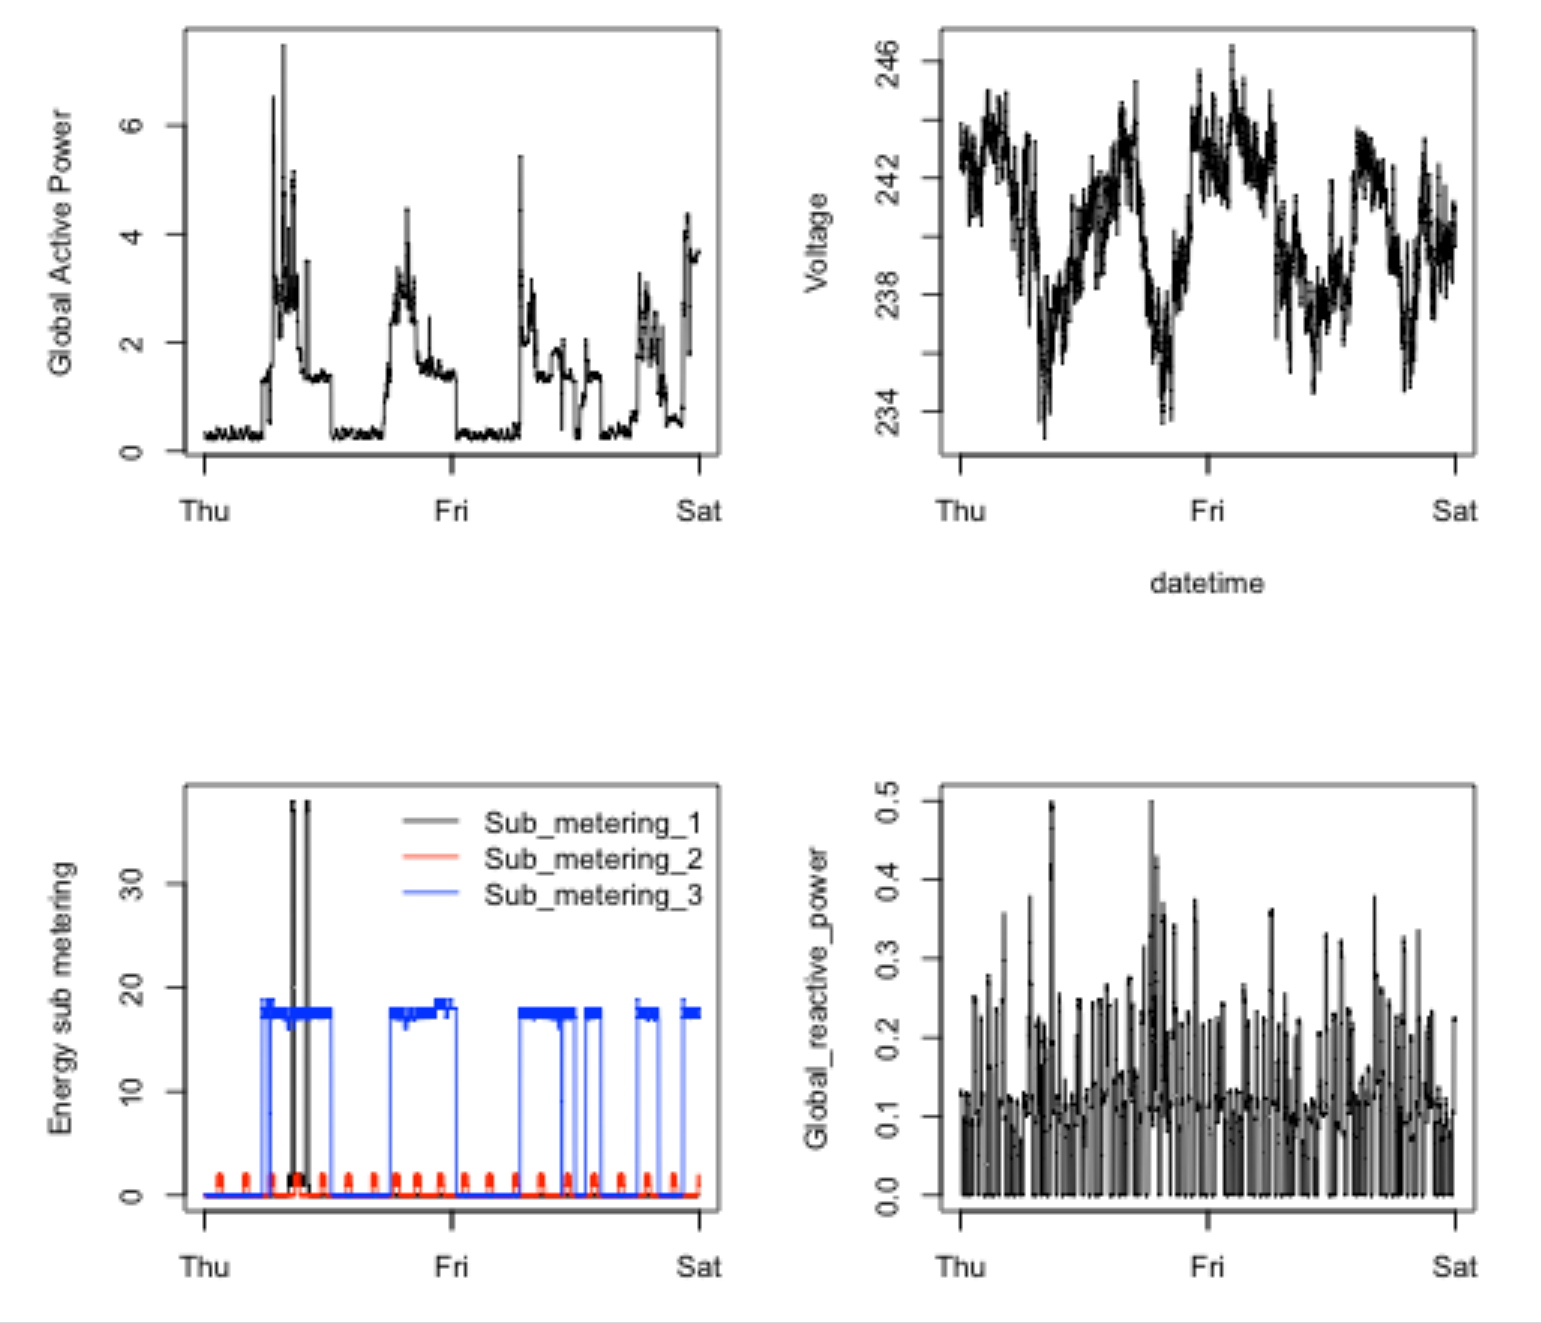 Global Active Power
6
4
2
0
Thu Fri Sat
Voltage
246
242
238
234
Thu Fri Sat
datetime
Energy sub metering
30
20
10
0
Sub_metering_1
Sub_metering_2
Sub_metering_3
Thu Fri Sat
Global_reactive_power
0.5
0.4
0.3
0.2
0.1
0.0
Thu Fri Sat